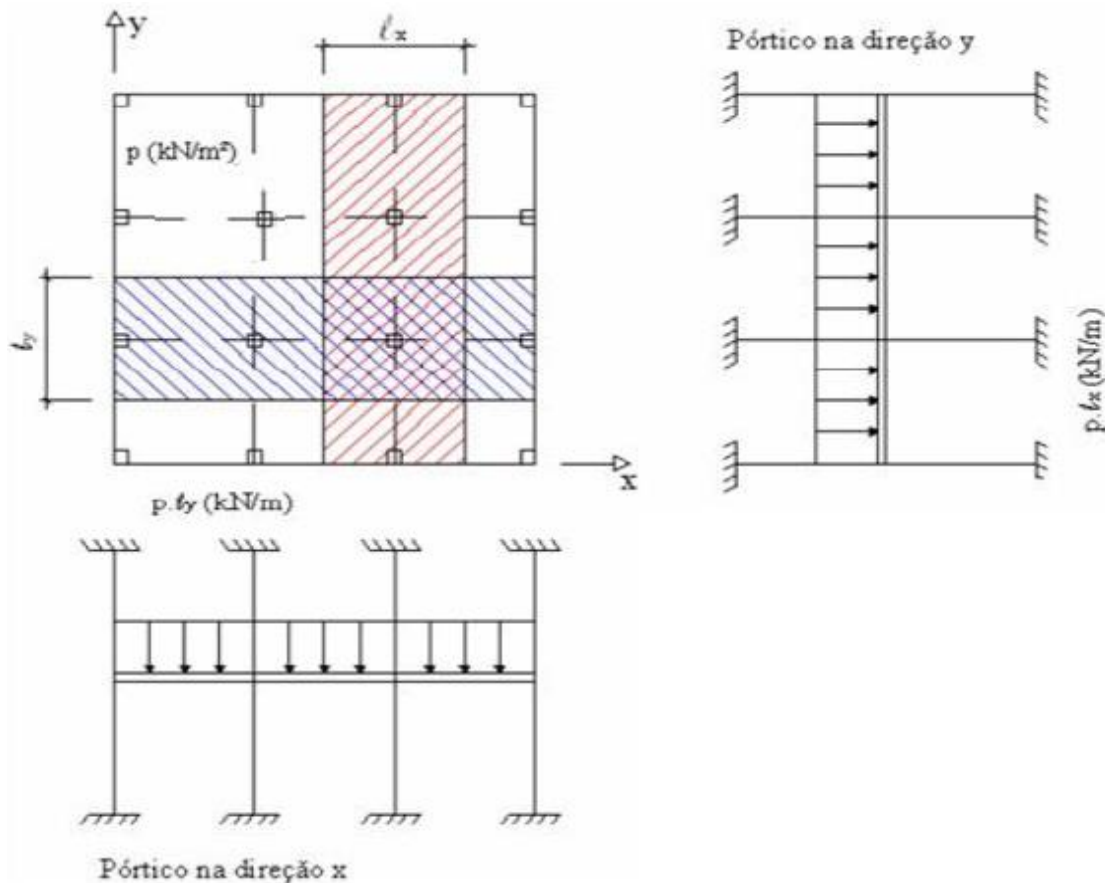 y
ℓx
Pórtico na direção y
p (kN/m²)
ℓy
p.ℓx (kN/m)
x
p.ℓy (kN/m)
Pórtico na direção x